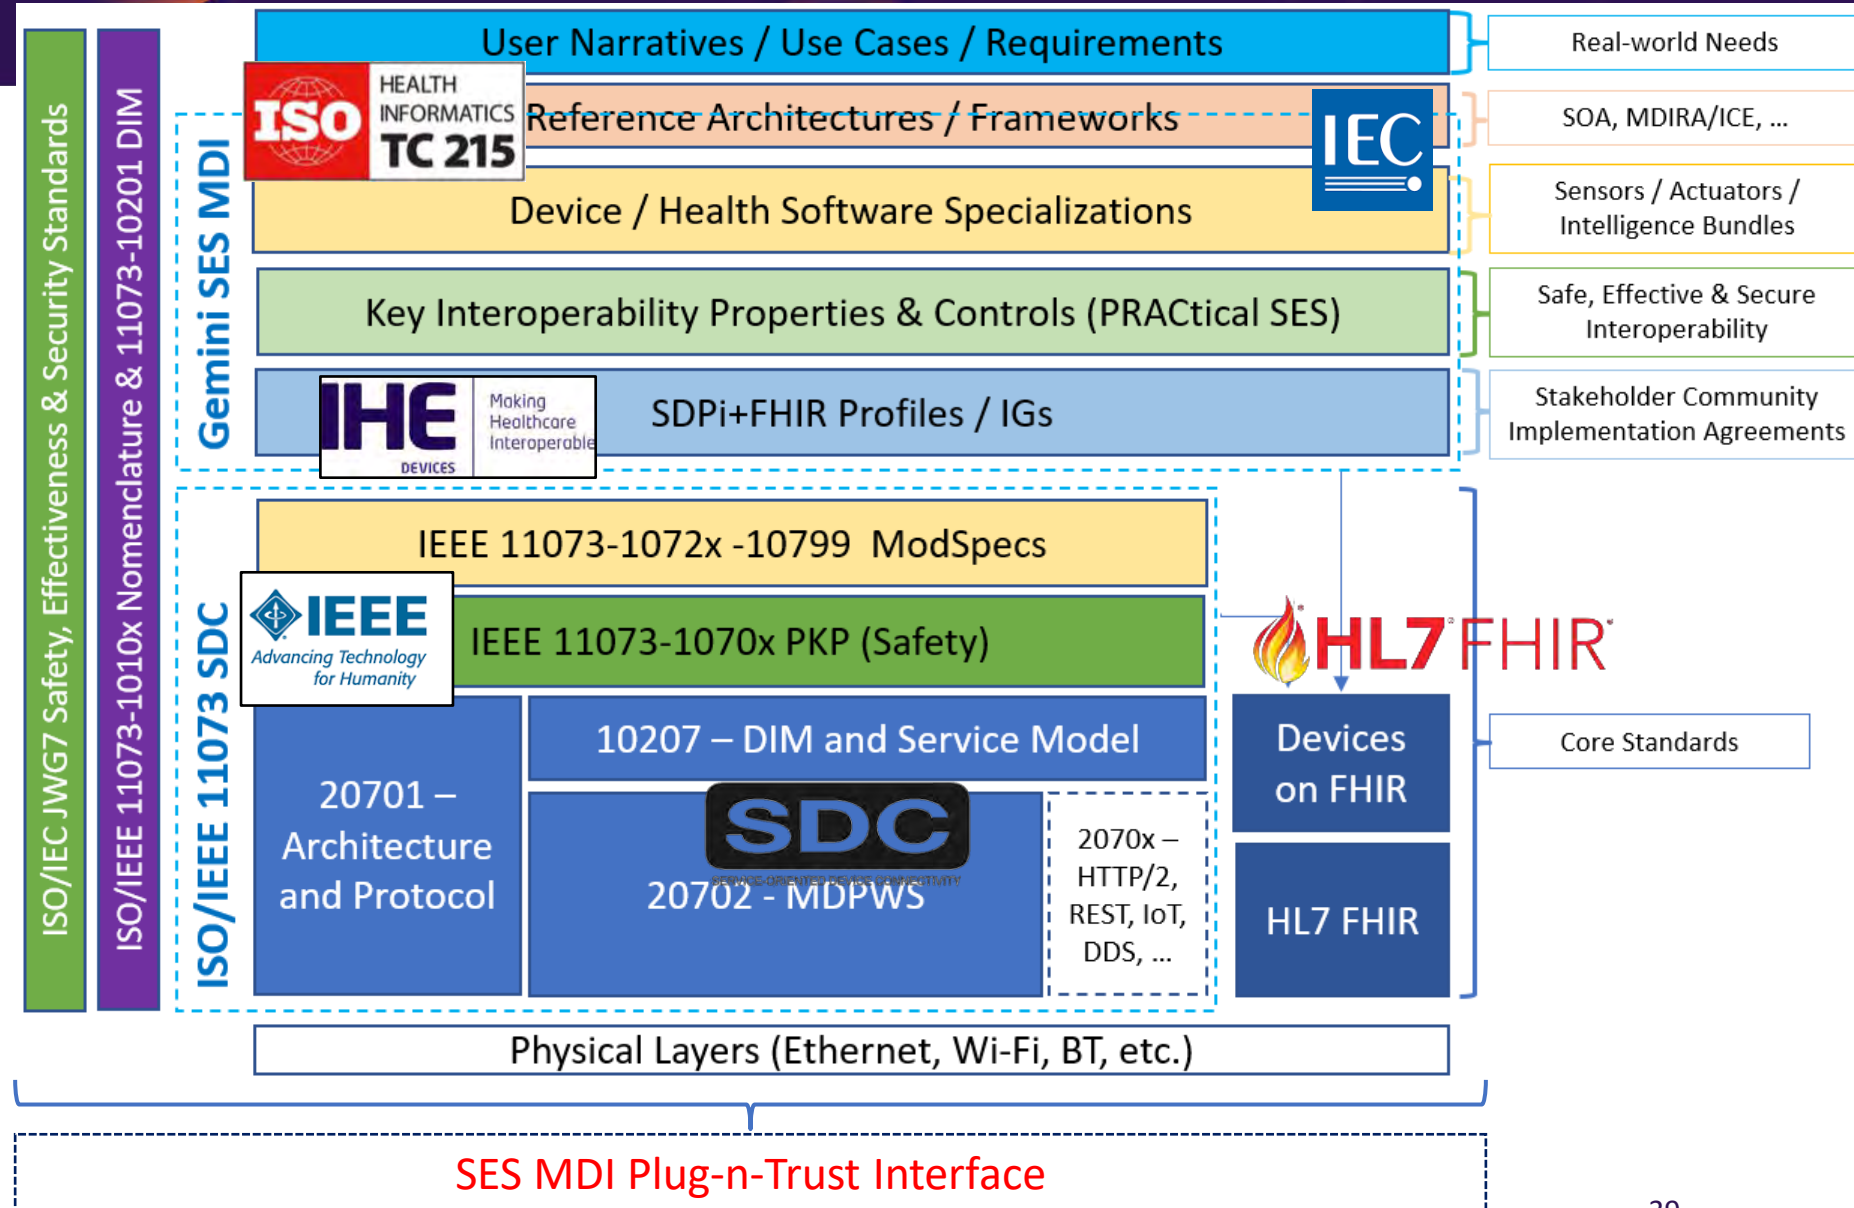 User Narratives / Use Cases / Requirements
Real-world Needs
ISO
HEALTH
INFORMATICS
TC 215
Reference Architectures / Frameworks
IEC
SOA, MDIRA/ICE, ...
Device / Health Software Specializations
Sensors / Actuators /
Intelligence Bundles
Key Interoperability Properties & Controls (PRACtical SES)
Safe, Effective & Secure
Interoperability
IHE
DEVICES
Making
Healthcare
Interoperable
SDPi+FHIR Profiles / IGs
Stakeholder Community
Implementation Agreements
ISO/IEC JWG7 Safety, Effectiveness & Security Standards
ISO/IEEE 11073-1010x Nomenclature & 11073-10201 DIM
Gemini SES MDI
ISO/IEEE 11073 SDC
IEEE 11073-1072x -10799 ModSpecs
IEEE
Advancing Technology
for Humanity
IEEE 11073-1070x PKP (Safety)
HL7 FHIR
20701 –
Architecture
and Protocol
10207 – DIM and Service Model
SDC
SERVICE-ORIENTED DEVICE CONNECTIVITY
20702 - MDPWS
2070x –
HTTP/2,
REST, IoT,
DDS, ...
Devices
on FHIR
HL7 FHIR
Core Standards
Physical Layers (Ethernet, Wi-Fi, BT, etc.)
SES MDI Plug-n-Trust Interface